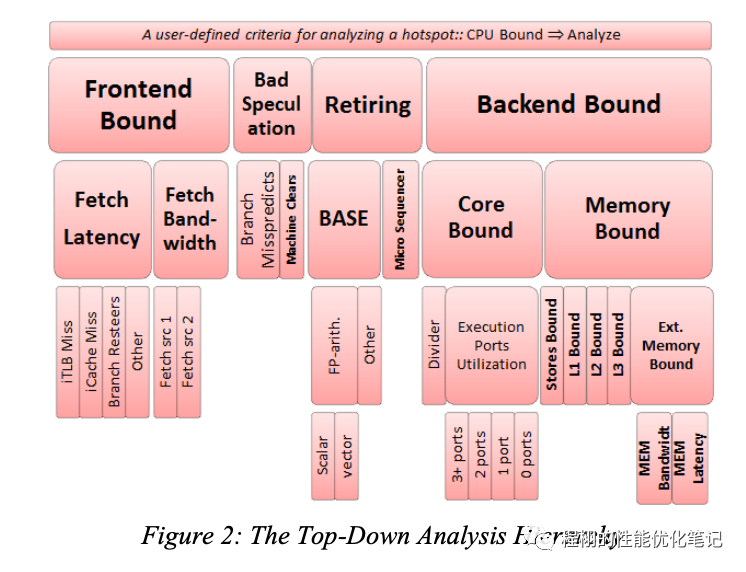 A user-defined criteria for analyzing a hotspot:: CPU Bound ⇒ Analyze
Frontend
Bound
Bad
Specul
ation
Retiring
Backend Bound
Fetch
Latency
Fetch
Band-
width
Branch
Misspredicts
Machine Clears
BASE
Micro Sequencer
Core
Bound
Memory
Bound
iTLB Miss
iCache Miss
Branch Resteers
Other
Fetch src 1
Fetch src 2
FP-arith.
Other
Divider
Execution
Ports
Utilization
Stores Bound
L1 Bound
L2 Bound
L3 Bound
Ext.
Memory
Bound
Scalar
vector
3+ ports
2 ports
1 port
0 ports
MEM
Bandwidt
MEM
Latency
Figure 2: The Top-Down Analysis Hierarchy
的性能优化笔记